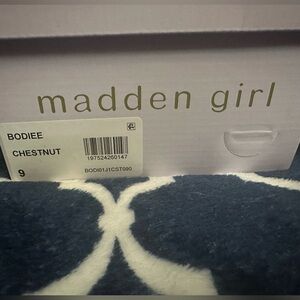 madden girl
BODIEE
CHESTNUT
197524260147
9
BODI01J1CST090